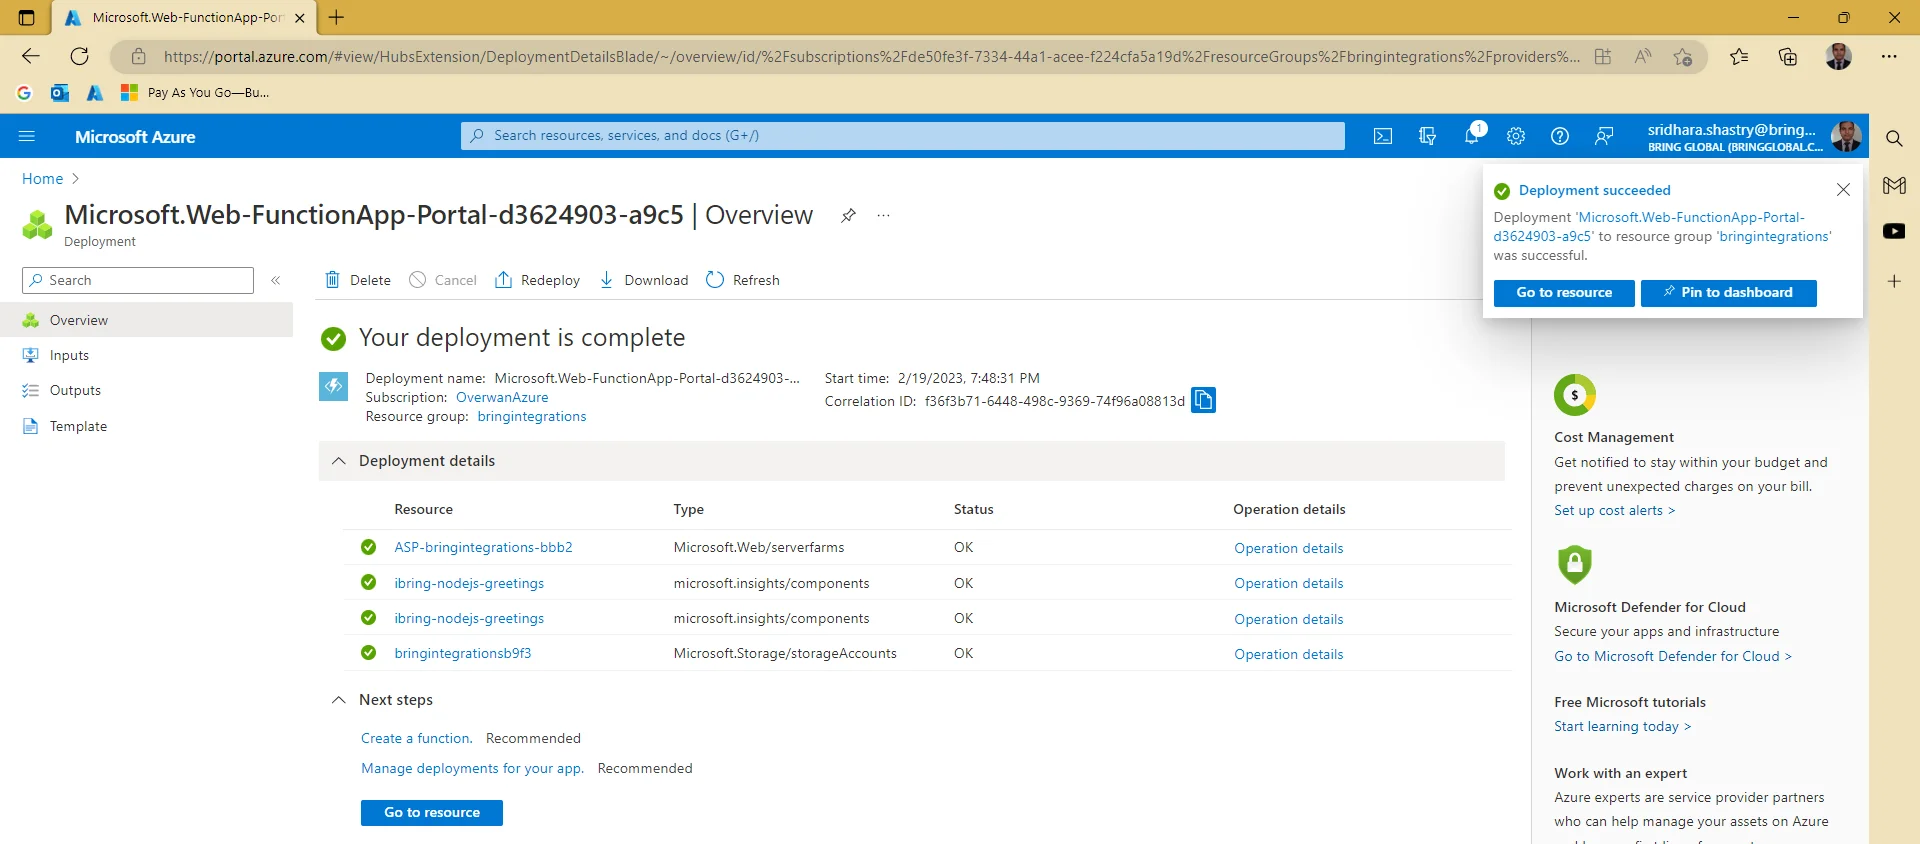 Microsoft.Web-FunctionApp-Por
https://portal.azure.com/#view/HubsExtension/DeploymentDetailsBlade/~/overview/id/%2Fsubscriptions%2Fde50fe3f-7334-44a1-acee-f224cfa5a19d%2FresourceGroups%2Fbringintegrations%2Fproviders%...
Pay As You Go—Bu...
Microsoft Azure
Search resources, services, and docs (G+/)
1
sridhara.shastry@bring...
BRING GLOBAL (BRINGGLOBAL.C...
Home
Microsoft.Web-FunctionApp-Portal-d3624903-a9c5 | Overview
Deployment
Deployment succeeded
Deployment 'Microsoft.Web-FunctionApp-Portal-
d3624903-a9c5' to resource group 'bringintegrations'
was successful.
Go to resource
Pin to dashboard
Search
Overview
Inputs
Outputs
Template
Delete
Cancel
Redeploy
Download
Refresh
Your deployment is complete
Deployment name: Microsoft.Web-FunctionApp-Portal-d3624903-...
Subscription: OverwanAzure
Resource group: bringintegrations
Start time: 2/19/2023, 7:48:31 PM
Correlation ID: f36f3b71-6448-498c-9369-74f96a08813d
Deployment details
Resource Type Status Operation details
ASP-bringintegrations-bbb2 Microsoft.Web/serverfarms OK Operation details
ibring-nodejs-greetings microsoft.insights/components OK Operation details
ibring-nodejs-greetings microsoft.insights/components OK Operation details
bringintegrationsb9f3 Microsoft.Storage/storageAccounts OK Operation details
Next steps
Create a function. Recommended
Manage deployments for your app. Recommended
Go to resource
$
Cost Management
Get notified to stay within your budget and
prevent unexpected charges on your bill.
Set up cost alerts >
Microsoft Defender for Cloud
Secure your apps and infrastructure
Go to Microsoft Defender for Cloud >
Free Microsoft tutorials
Start learning today >
Work with an expert
Azure experts are service provider partners
who can help manage your assets on Azure